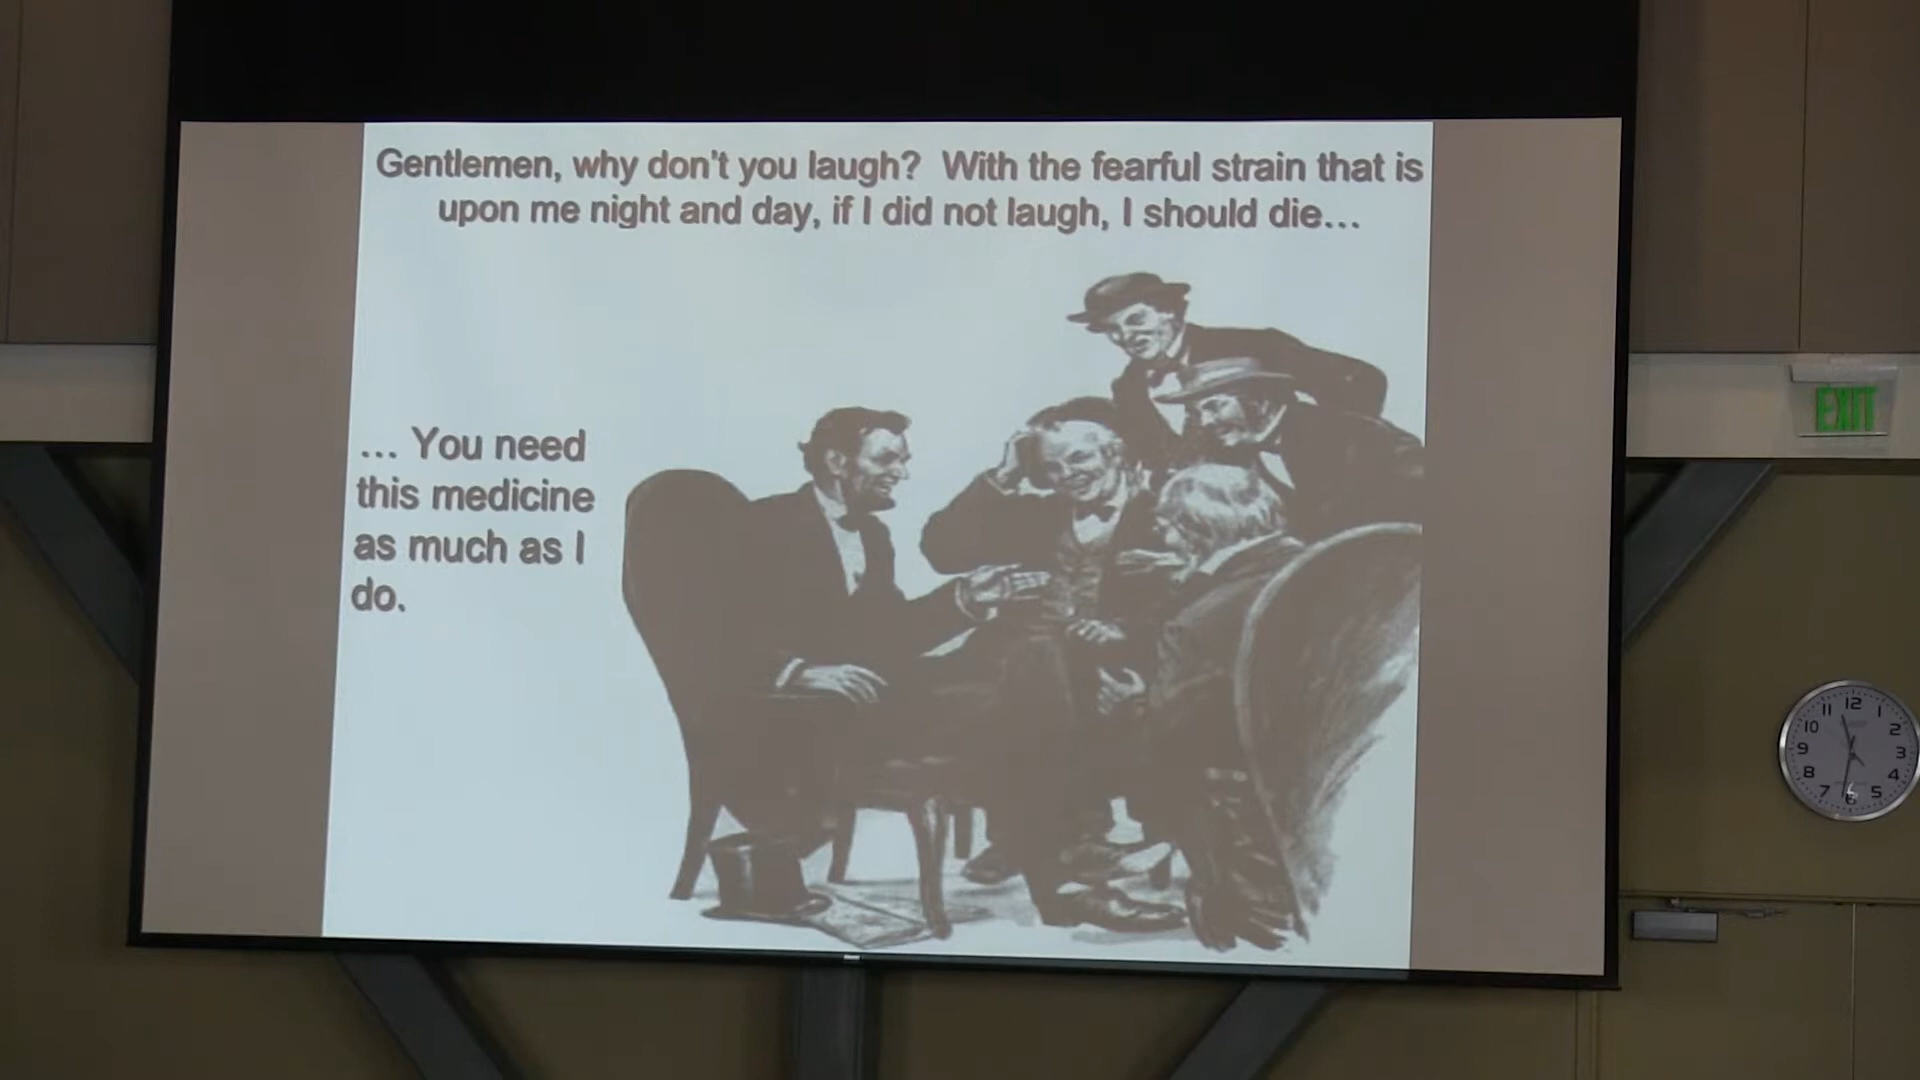 Gentlemen, why don't you laugh? With the fearful strain that is
upon me night and day, if I did not laugh, I should die...
... You need
this medicine
as much as I
do.
EXIT
12
1
2
3
4
5
6
7
8
9
10
11